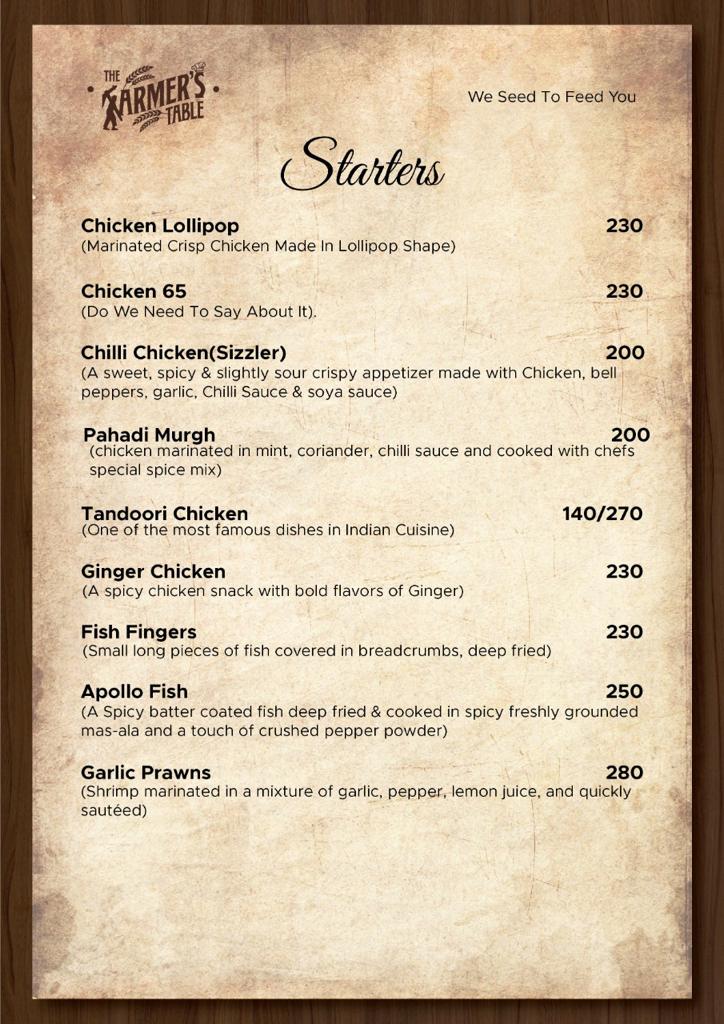 THE
FARMER'S
TABLE
We Seed To Feed You
Starters
Chicken Lollipop 230
(Marinated Crisp Chicken Made In Lollipop Shape)
Chicken 65 230
(Do We Need To Say About It).
Chilli Chicken(Sizzler) 200
(A sweet, spicy & slightly sour crispy appetizer made with Chicken, bell
peppers, garlic, Chilli Sauce & soya sauce)
Pahadi Murgh 200
(chicken marinated in mint, coriander, chilli sauce and cooked with chefs
special spice mix)
Tandoori Chicken 140/270
(One of the most famous dishes in Indian Cuisine)
Ginger Chicken 230
(A spicy chicken snack with bold flavors of Ginger)
Fish Fingers 230
(Small long pieces of fish covered in breadcrumbs, deep fried)
Apollo Fish 250
(A Spicy batter coated fish deep fried & cooked in spicy freshly grounded
mas-ala and a touch of crushed pepper powder)
Garlic Prawns 280
(Shrimp marinated in a mixture of garlic, pepper, lemon juice, and quickly
sautéed)